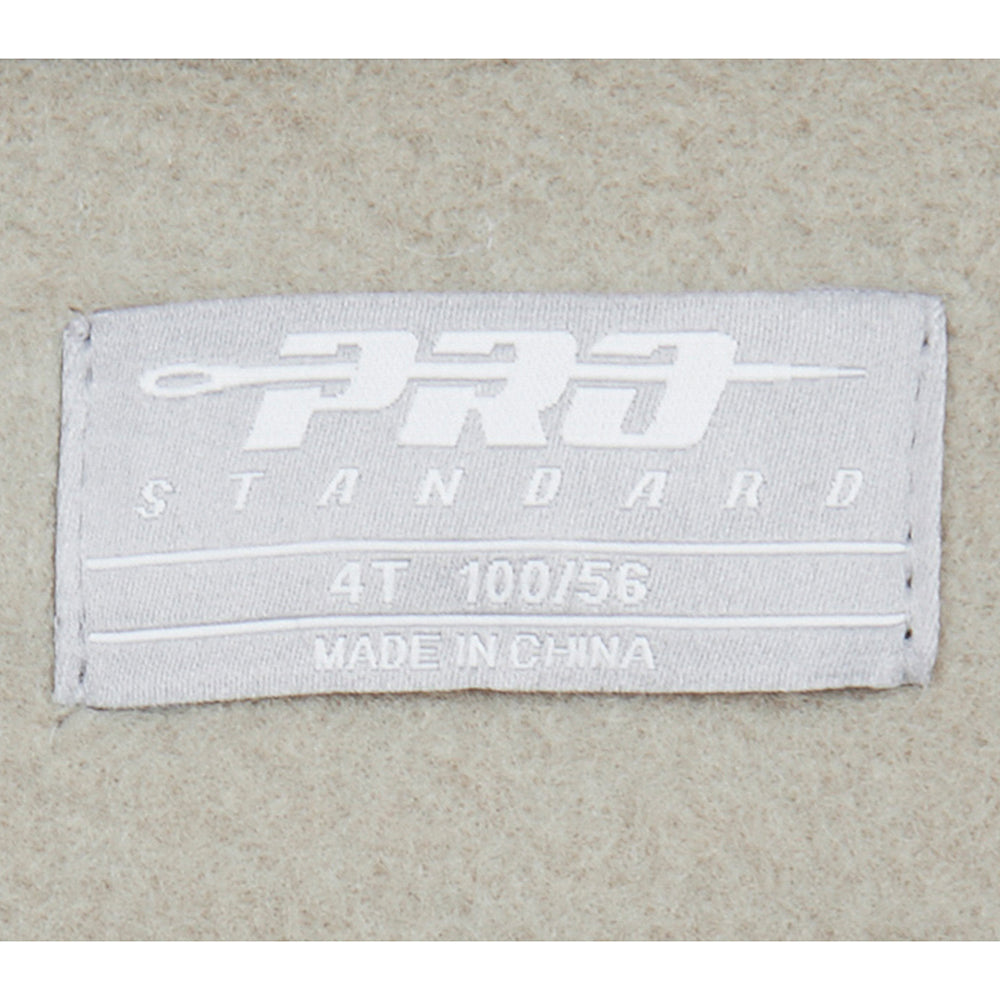 PRO
STANDARD
4T 100/56
MADE IN CHINA